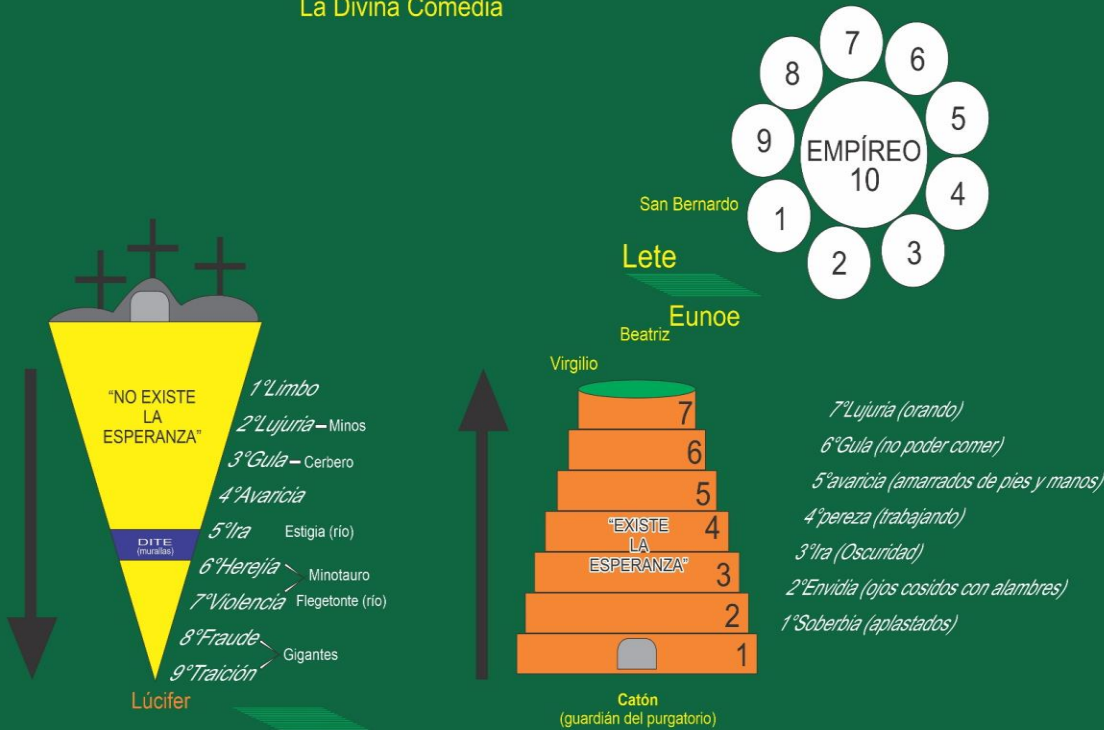 La Divina Comedia
"NO EXISTE
LA
ESPERANZA"
DITE
(murallas)
1°Limbo
2°Lujuria – Minos
3°Gula – Cerbero
4°Avaricia
5°Ira Estigia (río)
6°Herejía
Minotauro
7°Violencia Flegetonte (río)
8°Fraude
Gigantes
9°Traición
Lúcifer
Virgilio
Beatriz
Lete
Eunoe
San Bernardo
7
6
5
"EXISTE
LA
ESPERANZA"
4
3
2
1
Catón
(guardián del purgatorio)
7°Lujuria (orando)
6°Gula (no poder comer)
5°avaricia (amarrados de pies y manos)
4°pereza (trabajando)
3°Ira (Oscuridad)
2°Envidia (ojos cosidos con alambres)
1°Soberbia (aplastados)
EMPÍREO
10
1
2
3
4
5
6
7
8
9